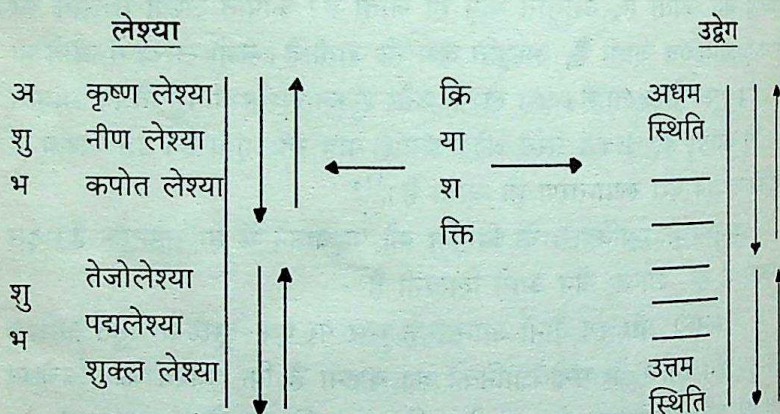 लेश्या उद्वेग
अ कृष्ण लेश्या क्रि अधम
शु नीण लेश्या या स्थिति
भ कपोत लेश्या श
क्ति
तेजोलेश्या
शु पद्मलेश्या
भ शुक्ल लेश्या उत्तम
स्थिति